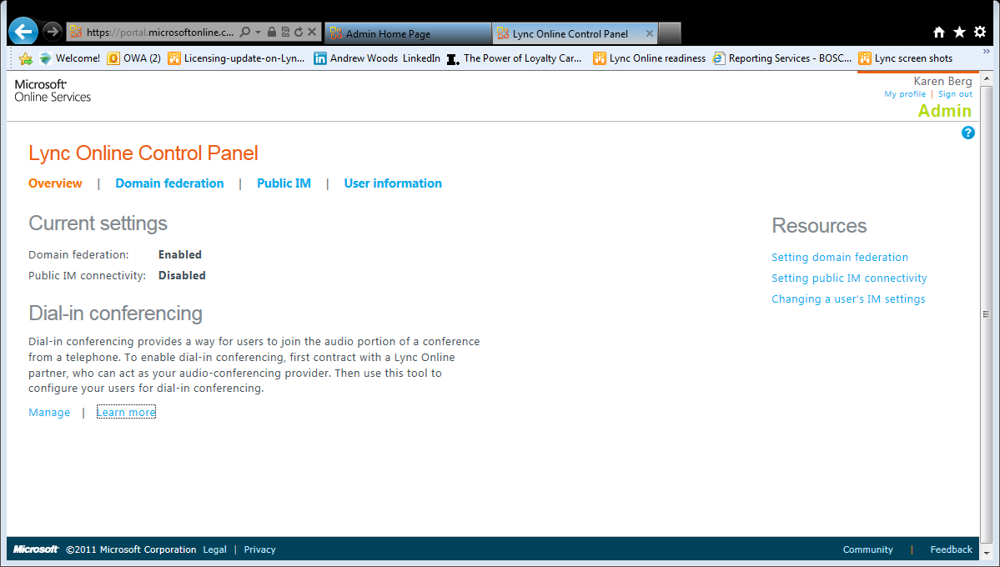 https://portal.microsoftonline.c...
Admin Home Page
Lync Online Control Panel
Welcome!
OWA (2)
Licensing-update-on-Lyn...
Andrew Woods LinkedIn
The Power of Loyalty Car...
Lync Online readiness
Reporting Services - BOSC...
Lync screen shots
Microsoft
Online Services
Karen Berg
My profile | Sign out
Admin
Lync Online Control Panel
Overview | Domain federation | Public IM | User information
Current settings
Domain federation: Enabled
Public IM connectivity: Disabled
Dial-in conferencing
Dial-in conferencing provides a way for users to join the audio portion of a conference
from a telephone. To enable dial-in conferencing, first contract with a Lync Online
partner, who can act as your audio-conferencing provider. Then use this tool to
configure your users for dial-in conferencing.
Manage | Learn more
Resources
Setting domain federation
Setting public IM connectivity
Changing a user's IM settings
Microsoft ©2011 Microsoft Corporation Legal | Privacy
Community | Feedback